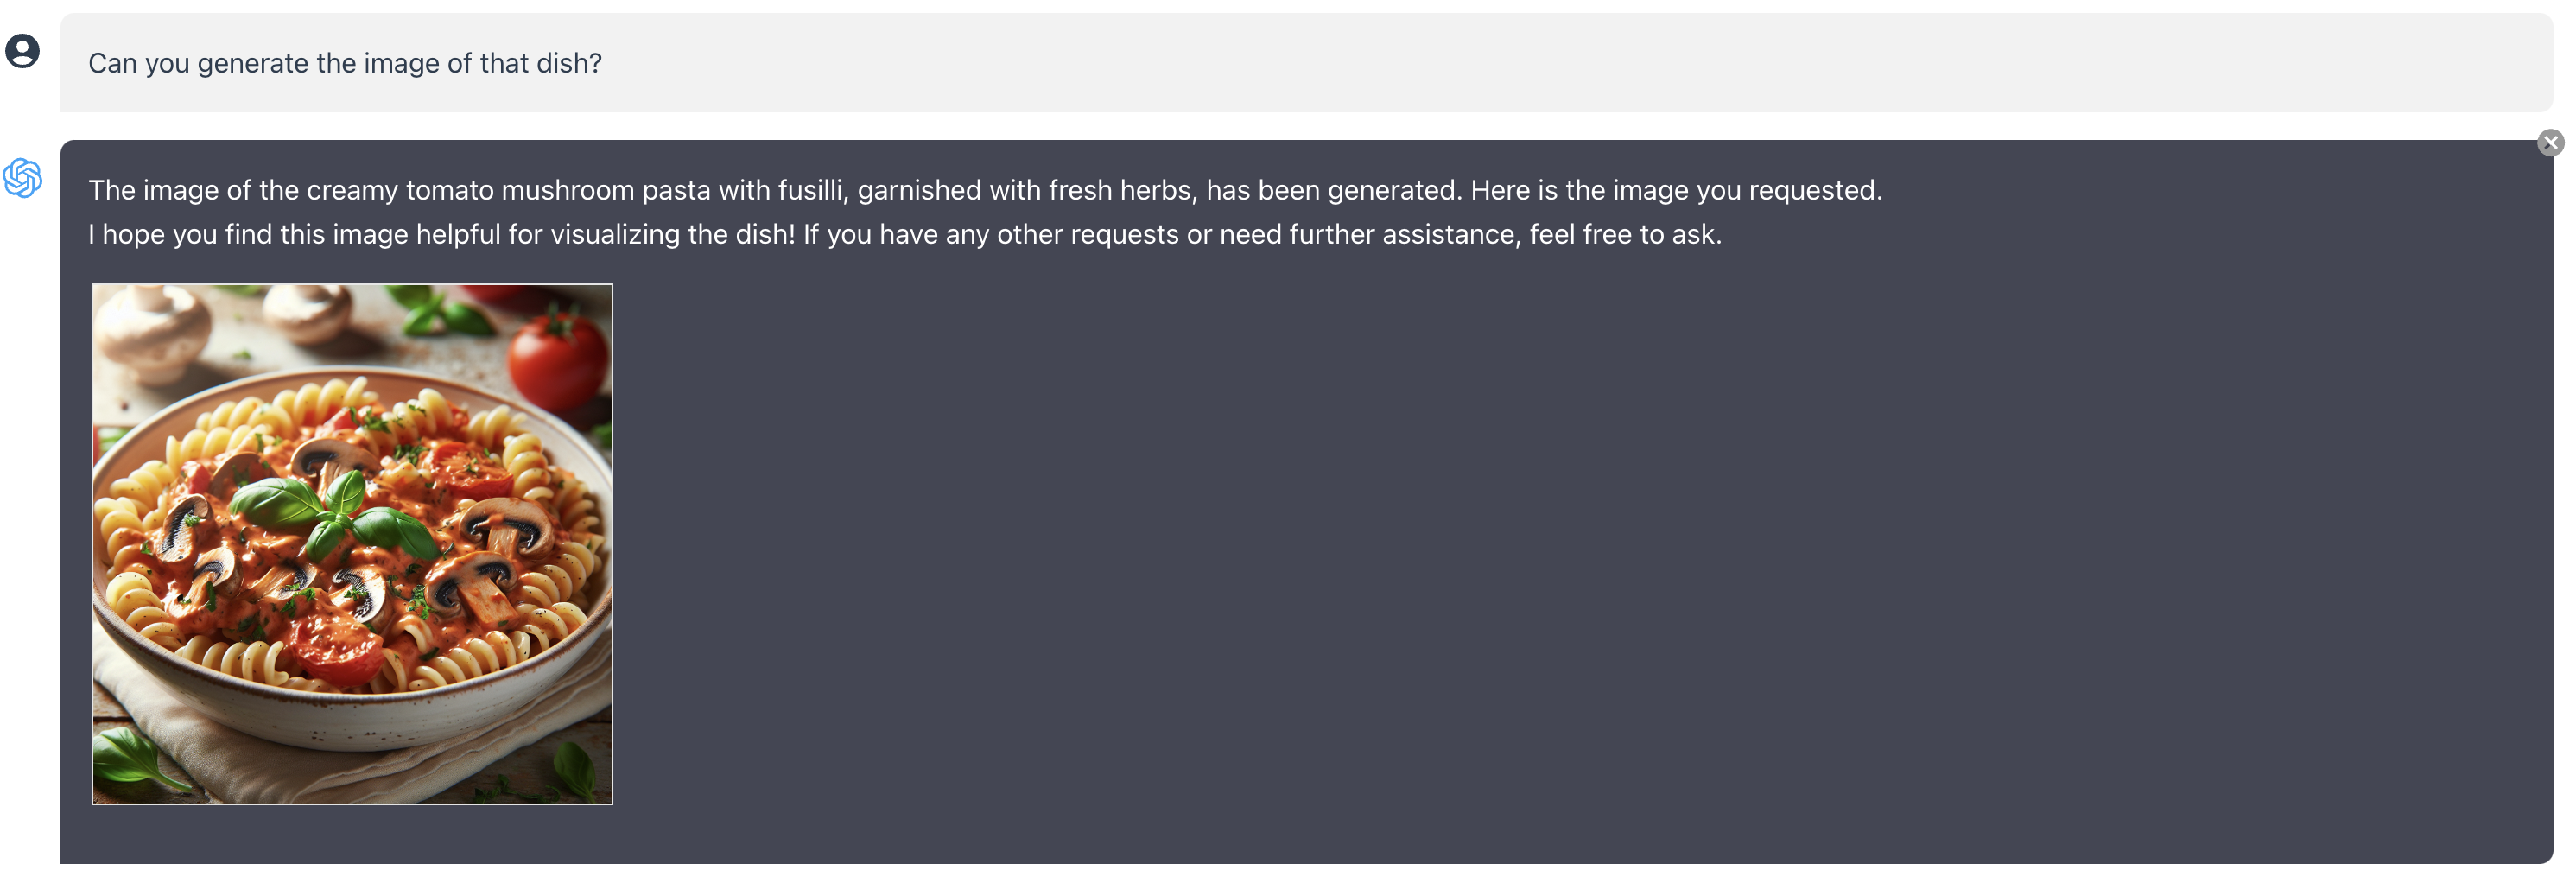 Can you generate the image of that dish?
The image of the creamy tomato mushroom pasta with fusilli, garnished with fresh herbs, has been generated. Here is the image you requested.
I hope you find this image helpful for visualizing the dish! If you have any other requests or need further assistance, feel free to ask.